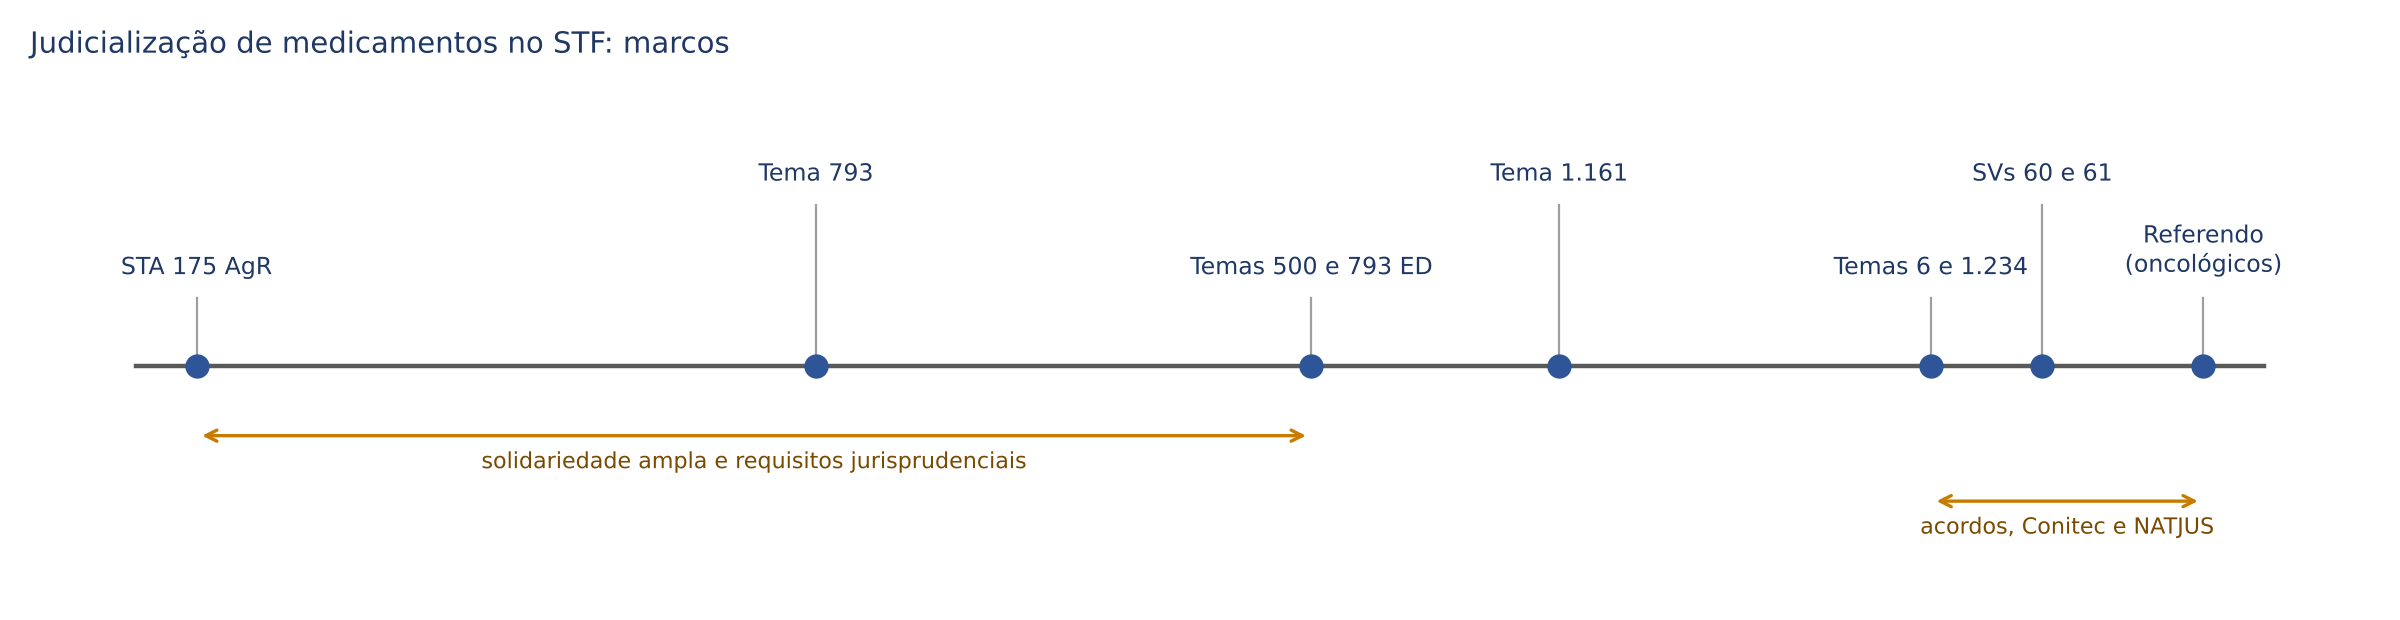 Judicialização de medicamentos no STF: marcos
STA 175 AgR
Tema 793
Temas 500 e 793 ED
Tema 1.161
Temas 6 e 1.234
SVs 60 e 61
Referendo
(oncológicos)
solidariedade ampla e requisitos jurisprudenciais
acordos, Conitec e NATJUS